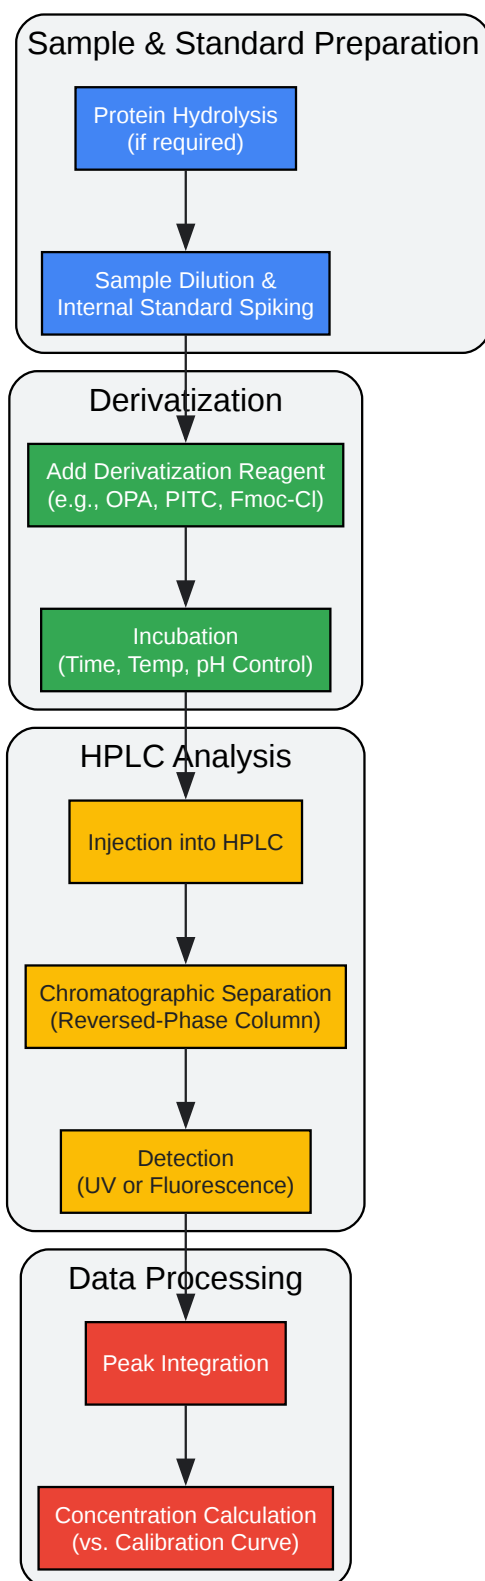 Sample & Standard Preparation
Protein Hydrolysis
(if required)
Sample Dilution &
Internal Standard Spiking
Derivatization
Add Derivatization Reagent
(e.g., OPA, PITC, Fmoc-Cl)
Incubation
(Time, Temp, pH Control)
HPLC Analysis
Injection into HPLC
Chromatographic Separation
(Reversed-Phase Column)
Detection
(UV or Fluorescence)
Data Processing
Peak Integration
Concentration Calculation
(vs. Calibration Curve)